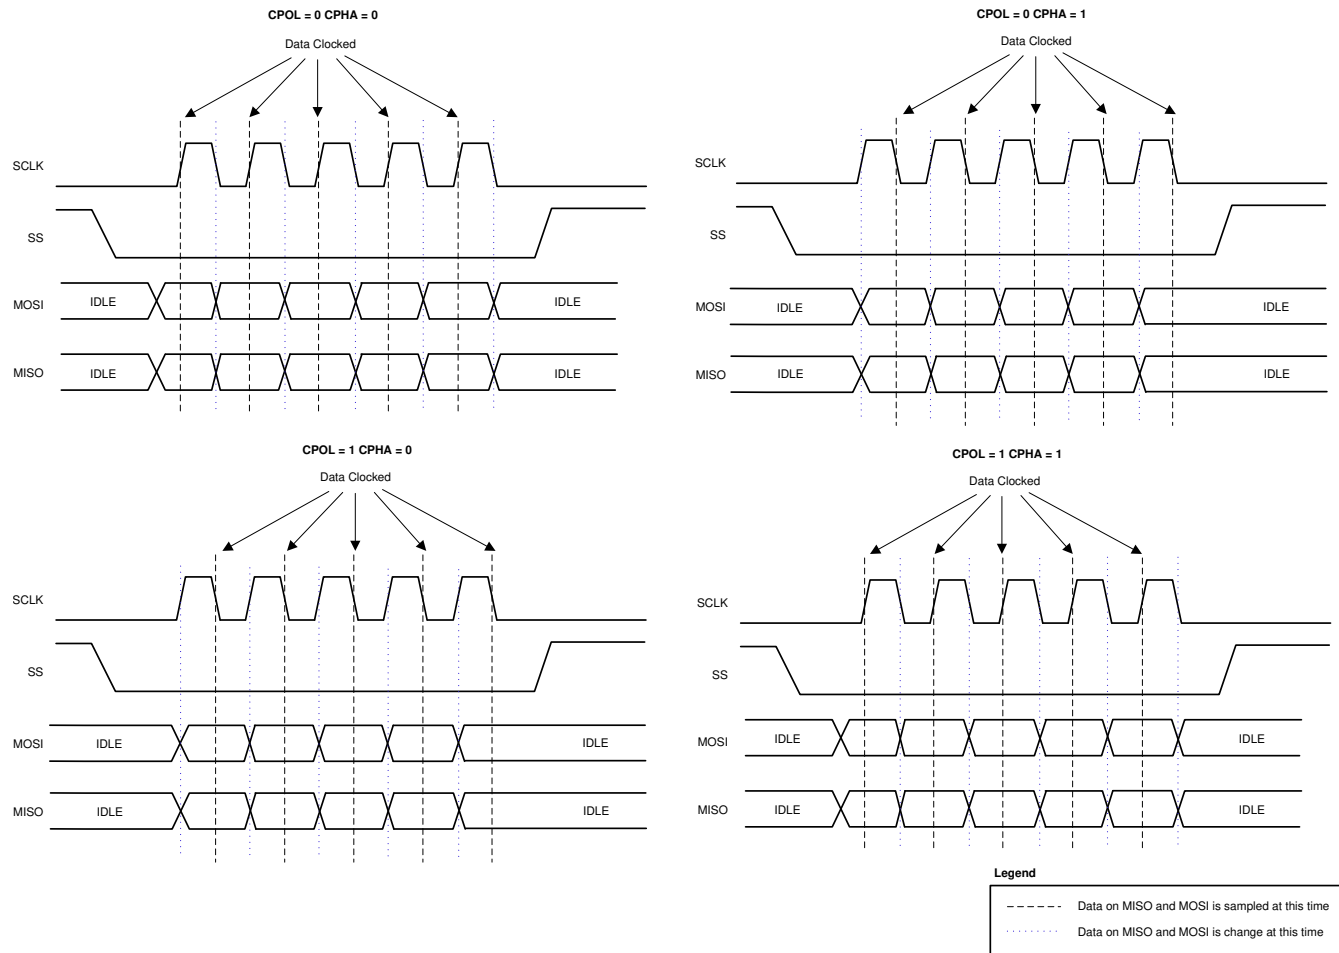 CPOL = 0 CPHA = 0
Data Clocked
SCLK
SS
MOSI
IDLE
IDLE
MISO
IDLE
IDLE
CPOL = 0 CPHA = 1
Data Clocked
SCLK
SS
MOSI
IDLE
IDLE
MISO
IDLE
IDLE
CPOL = 1 CPHA = 0
Data Clocked
SCLK
SS
MOSI
IDLE
IDLE
MISO
IDLE
IDLE
CPOL = 1 CPHA = 1
Data Clocked
SCLK
SS
MOSI
IDLE
IDLE
MISO
IDLE
IDLE
Legend
Data on MISO and MOSI is sampled at this time
Data on MISO and MOSI is change at this time